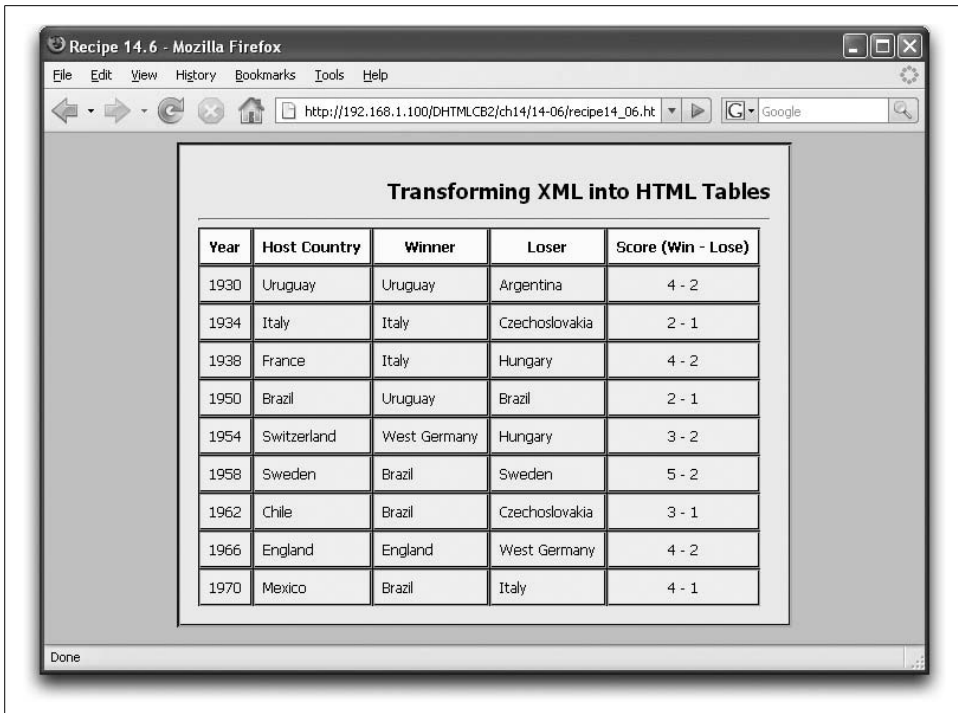 Recipe 14.6 - Mozilla Firefox
File Edit View History Bookmarks Tools Help
http://192.168.1.100/DHTMLCB2/ch14/14-06/recipe14_06.ht G Google
Transforming XML into HTML Tables
Year Host Country Winner Loser Score (Win - Lose)
1930 Uruguay Uruguay Argentina 4 - 2
1934 Italy Italy Czechoslovakia 2 - 1
1938 France Italy Hungary 4 - 2
1950 Brazil Uruguay Brazil 2 - 1
1954 Switzerland West Germany Hungary 3 - 2
1958 Sweden Brazil Sweden 5 - 2
1962 Chile Brazil Czechoslovakia 3 - 1
1966 England England West Germany 4 - 2
1970 Mexico Brazil Italy 4 - 1
Done